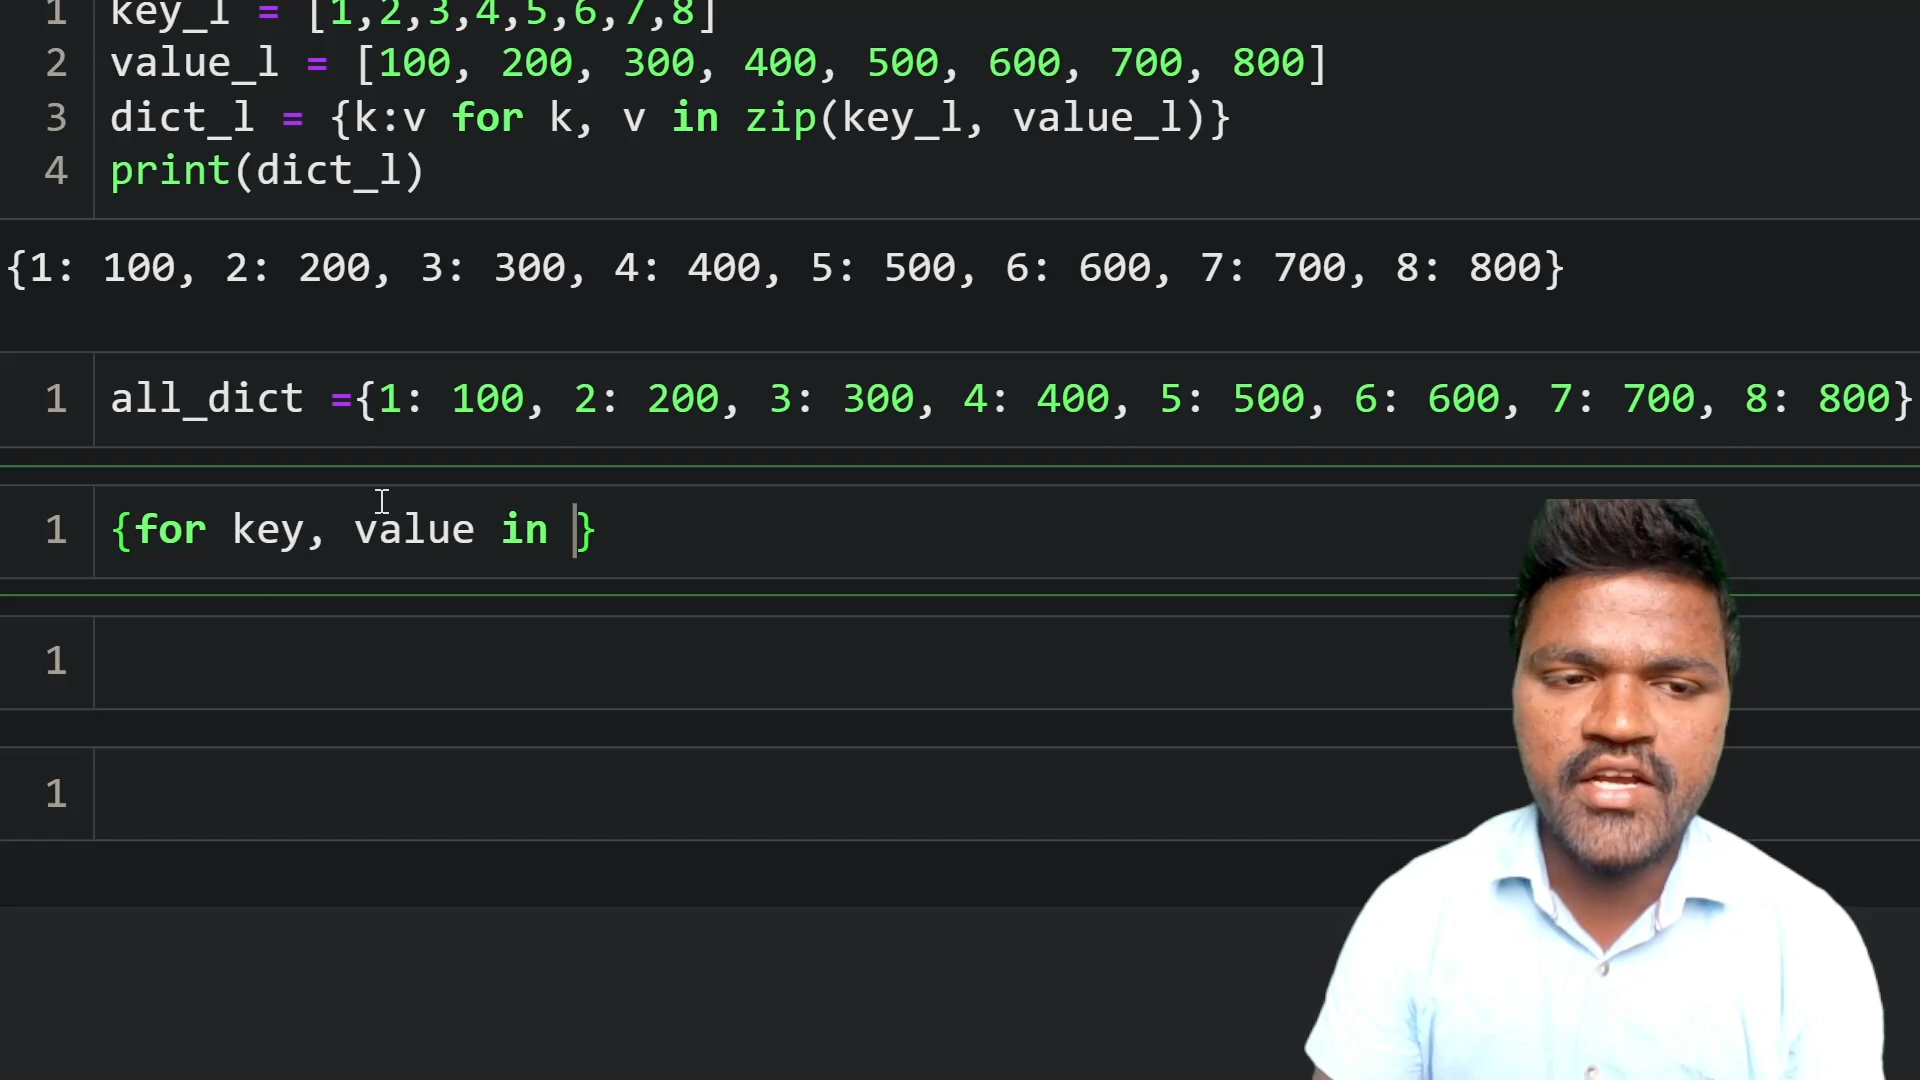 1 key_l = [1,2,3,4,5,6,7,8]
2 value_l = [100, 200, 300, 400, 500, 600, 700, 800]
3 dict_l = {k:v for k, v in zip(key_l, value_l)}
4 print(dict_l)
{1: 100, 2: 200, 3: 300, 4: 400, 5: 500, 6: 600, 7: 700, 8: 800}
1 all_dict ={1: 100, 2: 200, 3: 300, 4: 400, 5: 500, 6: 600, 7: 700, 8: 800}
1 {for key, value in }
1
1